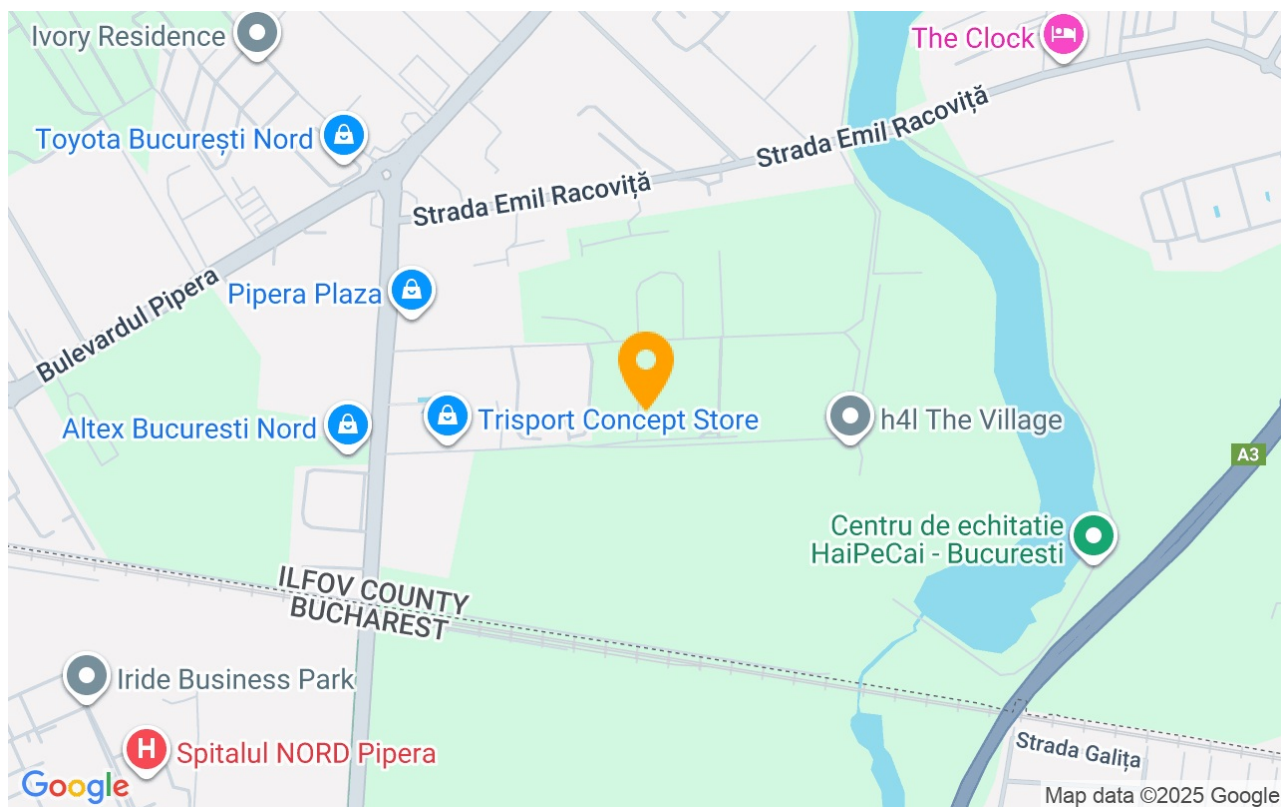 Ivory Residence
The Clock
Toyota București Nord
Strada Emil Racoviță
Strada Emil Racoviță
Bulevardul Pipera
Pipera Plaza
Altex Bucuresti Nord
Trisport Concept Store
h4l The Village
A3
Centru de echitatie
HaiPeCai - Bucuresti
ILFOV COUNTY
BUCHAREST
Iride Business Park
H
Spitalul NORD Pipera
Strada Galița
Google
Map data ©2025 Google